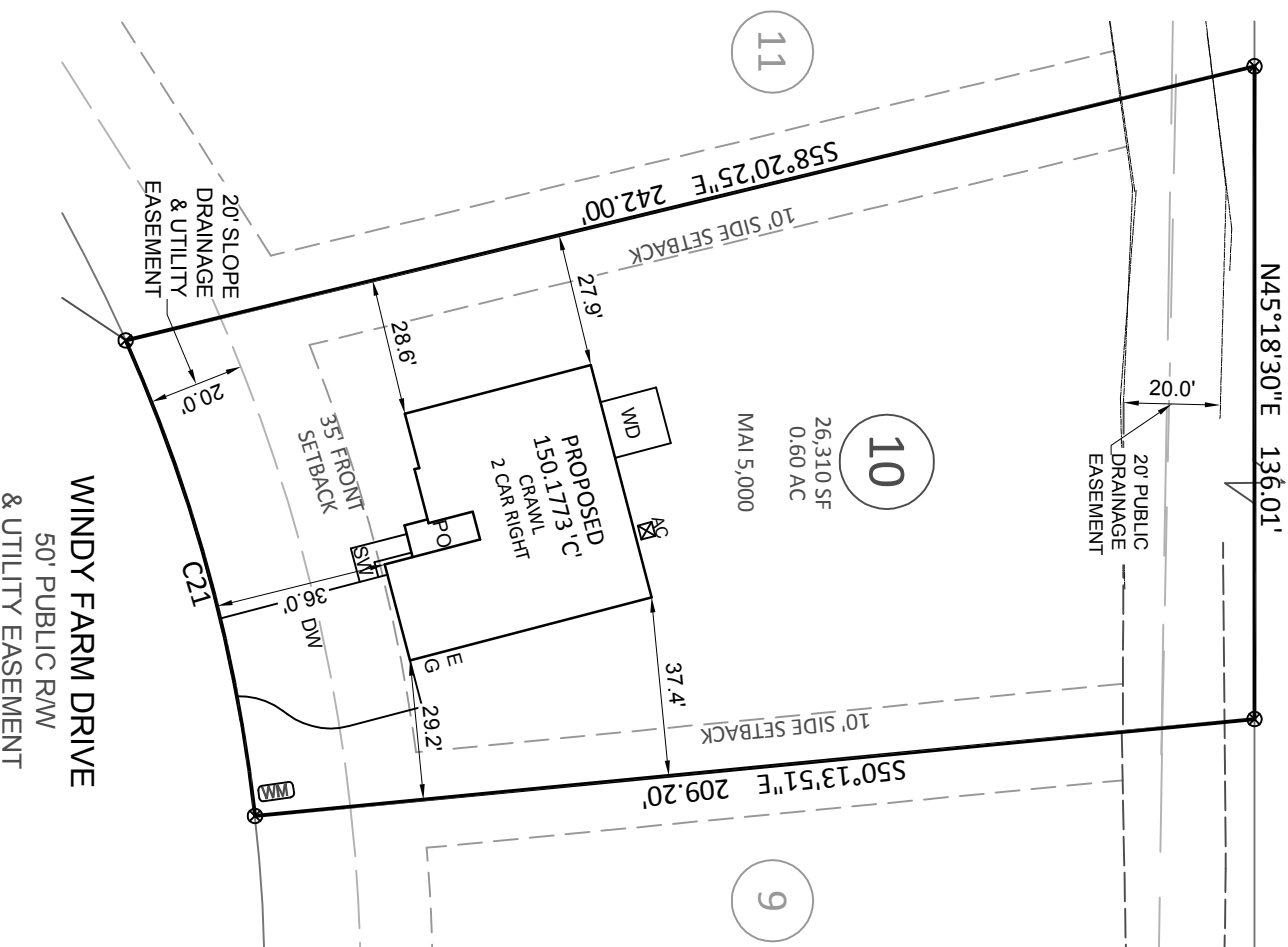 11
N45°18'30"E 136.01'
S58°20'25"E 242.00'
10' SIDE SETBACK
20' SLOPE
DRAINAGE
& UTILITY
EASEMENT
20.0'
27.9'
28.6'
20.0'
20' PUBLIC
DRAINAGE
EASEMENT
10
26,310 SF
0.60 AC
MAI 5,000
WD
PROPOSED
150.1773 'C'
CRAWL
2 CAR RIGHT
AC
PO
SW
35' FRONT
SETBACK
36.0'
DW
C21
E
G
37.4'
29.2'
10' SIDE SETBACK
S50°13'51"E 209.20'
WM
WINDY FARM DRIVE
50' PUBLIC R/W
& UTILITY EASEMENT
9